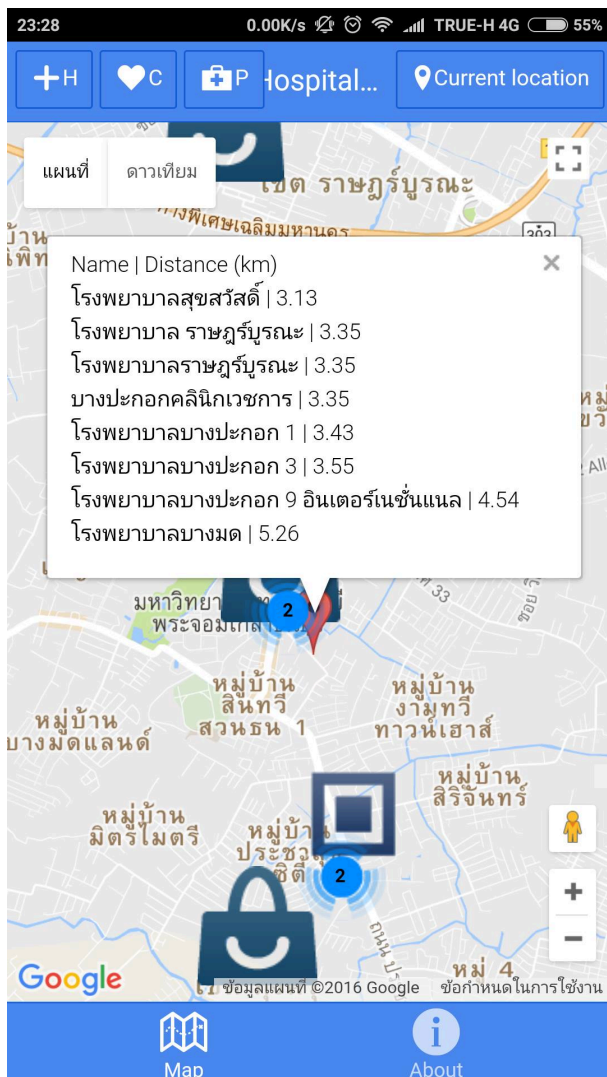 23:28 0.00K/s TRUE-H 4G 55%
H C P Hospital... Current location
แผนที่ ดาวเทียม
เขต ราษฎร์บูรณะ
303
Name | Distance (km)
โรงพยาบาลสุขสวัสดิ์ | 3.13
โรงพยาบาล ราษฎร์บูรณะ | 3.35
โรงพยาบาลราษฎร์บูรณะ | 3.35
บางปะกอกคลินิกเวชการ | 3.35
โรงพยาบาลบางปะกอก 1 | 3.43
โรงพยาบาลบางปะกอก 3 | 3.55
โรงพยาบาลบางปะกอก 9 อินเตอร์เนชั่นแนล | 4.54
โรงพยาบาลบางมด | 5.26
33
2
หมู่บ้าน
สินทวี
สวนธน 1
หมู่บ้าน
งามทวี
ทาวน์เฮาส์
หมู่บ้าน
บางมดแลนด์
หมู่บ้าน
สิริจันทร์
หมู่บ้าน
มิตรไมตรี
ซิตี้
2
ถนน
หมู่ 4
Google
ข้อมูลแผนที่ ©2016 Google ข้อกำหนดในการใช้งาน
Map About